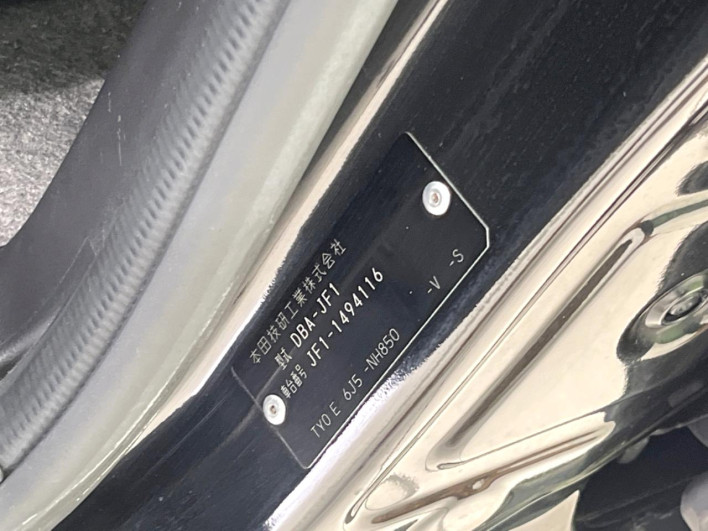 本田技研工業株式会社
型式 DBA-JF1
車台番号 JF1-1494116
-V -S
TY0 E 6J5 -NH850